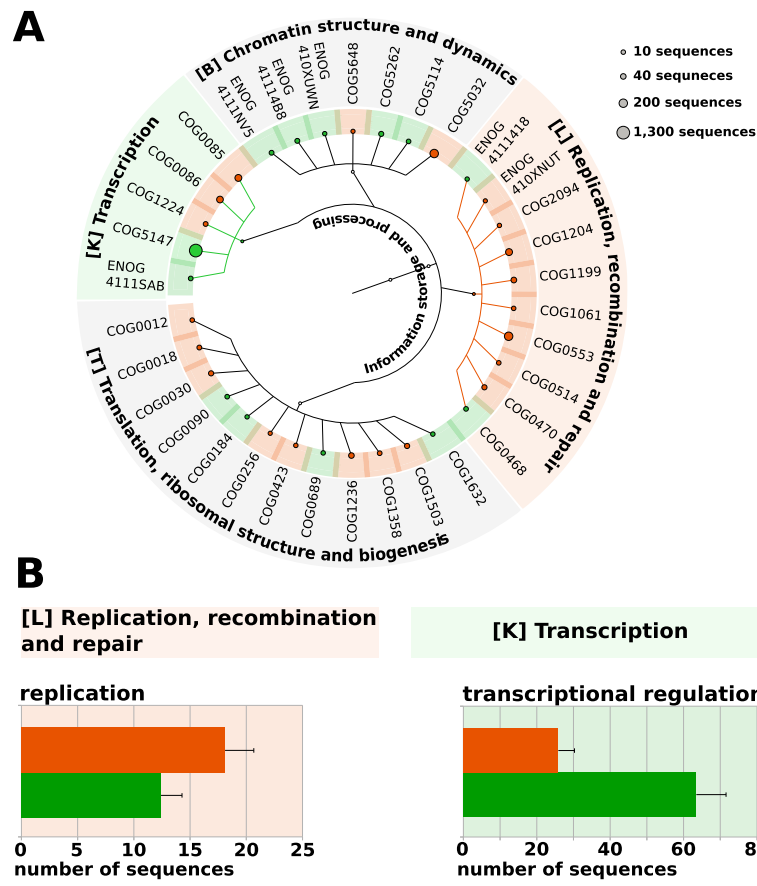 A
[B] Chromatin structure and dynamics
[K] Transcription
[L] Replication, recombination and repair
[T] Translation, ribosomal structure and biogenesis
Information storage and processing
10 sequences
40 squneces
200 sequences
1,300 sequences
COG0085
COG0086
COG1224
COG5147
ENOG
4111SAB
ENOG
4111NV5
ENOG
41114B8
ENOG
410XUWN
COG5648
COG5262
COG5114
COG5032
ENOG
4111418
ENOG
410XNUT
COG2094
COG1204
COG1199
COG1061
COG0553
COG0514
COG0470
COG0468
COG1632
COG1503
COG1358
COG1236
COG0689
COG0423
COG0256
COG0184
COG0090
COG0030
COG0018
COG0012
B
[L] Replication, recombination
and repair
[K] Transcription
replication
transcriptional regulation
0 5 10 15 20 25
number of sequences
0 20 40 60 8
number of sequences